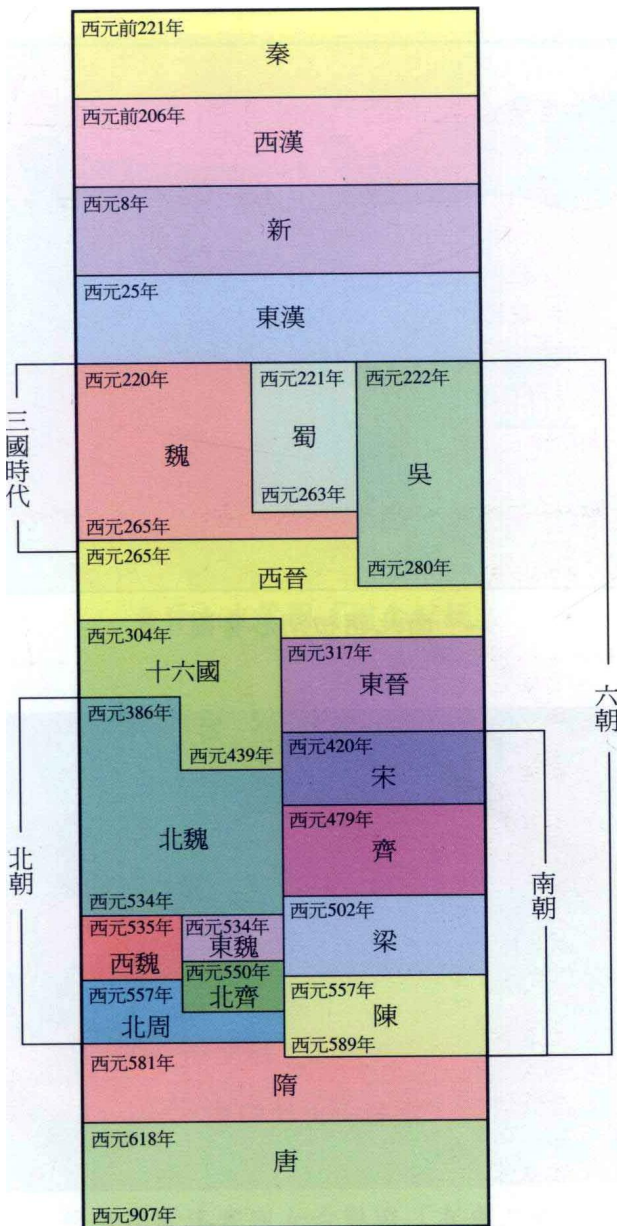 西元前221年
秦
西元前206年
西漢
西元8年
新
西元25年
東漢
三國時代
西元220年
魏
西元265年
西元221年
蜀
西元263年
西元222年
吳
西元280年
西元265年
西晉
六朝
西元304年
十六國
西元439年
西元317年
東晉
北朝
西元386年
北魏
西元534年
南朝
西元420年
宋
西元479年
齊
西元502年
梁
西元535年
西魏
西元534年
東魏
西元550年
北齊
西元557年
北周
西元557年
陳
西元589年
西元581年
隋
西元618年
唐
西元907年